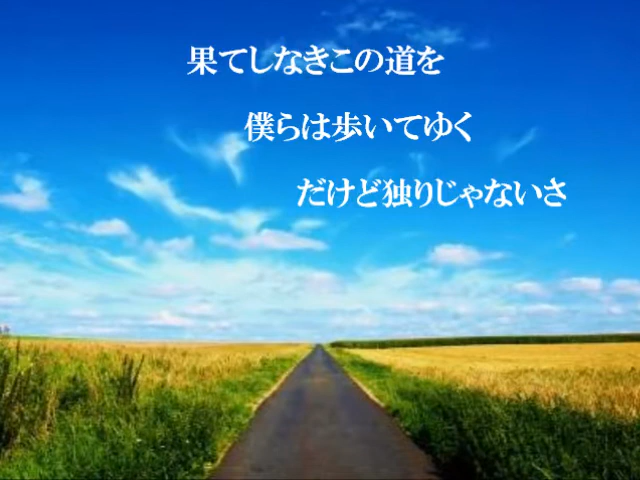 果てしなきこの道を
僕らは歩いてゆく
だけど独りじゃないさ